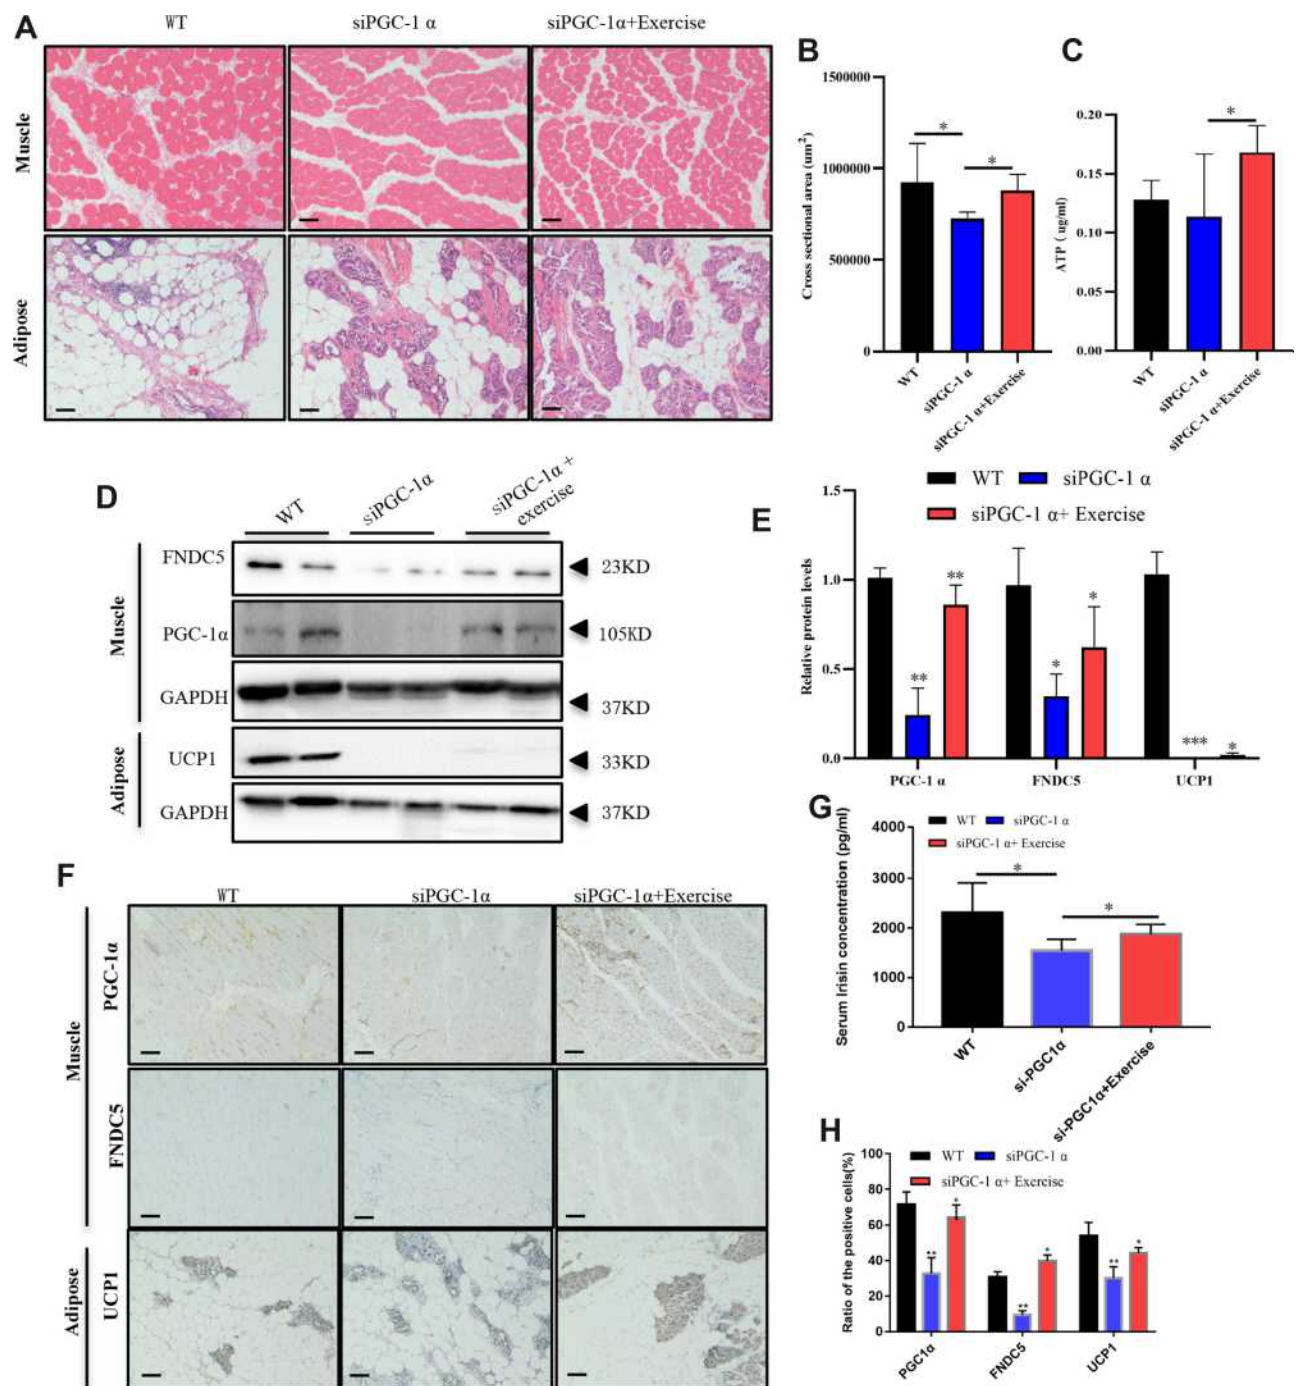 A
WT
siPGC-1 α
siPGC-1α+Exercise
Muscle
Adipose
B
Cross sectional area (um²)
1500000
1000000
500000
0
*
*
WT
siPGC-1 α
siPGC-1 α+Exercise
C
ATP ( ug/ml)
0.20
0.15
0.10
0.05
0.00
*
WT
siPGC-1 α
siPGC-1 α+Exercise
D
WT
siPGC-1α
siPGC-1α +
exercise
Muscle
FNDC5
23KD
PGC-1α
105KD
GAPDH
37KD
Adipose
UCP1
33KD
GAPDH
37KD
E
WT
siPGC-1 α
siPGC-1 α+ Exercise
Relative protein levels
1.5
1.0
0.5
0.0
**
**
*
*
***
*
PGC-1 α
FNDC5
UCP1
F
WT
siPGC-1α
siPGC-1α+Exercise
Muscle
PGC-1α
FNDC5
Adipose
UCP1
G
WT
siPGC-1 α
siPGC-1 α+ Exercise
Serum Irisin concentration (pg/ml)
4000
3000
2000
1000
0
*
*
WT
si-PGC1α
si-PGC1α+Exercise
H
WT
siPGC-1 α
siPGC-1 α+ Exercise
Ratio of the positive cells(%)
100
80
60
40
20
0
**
*
**
*
**
*
PGC1α
FNDC5
UCP1